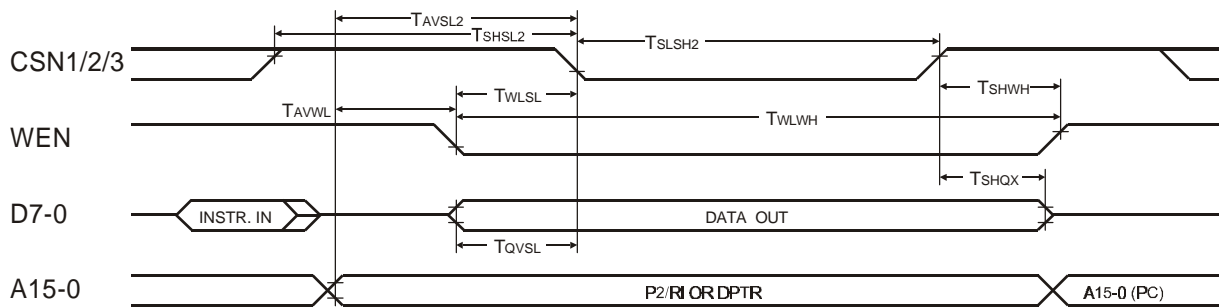 TAVSL2
TSHSL2
TSLSH2
CSN1/2/3
TWLSL
TSHWH
TAVWL
TWLWH
WEN
TSHQX
D7-0
INSTR. IN
DATA OUT
TQVSL
A15-0
P2/RI OR DPTR
A15-0 (PC)